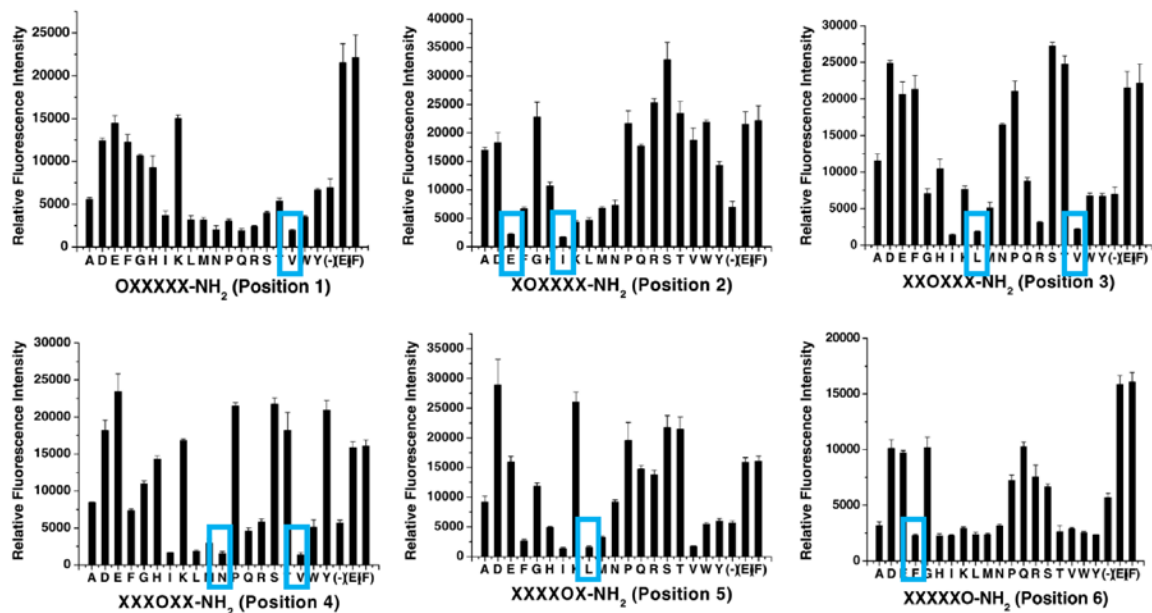 Relative Fluorescence Intensity
25000
20000
15000
10000
5000
0
A D E F G H I K L M N P Q R S T V W Y (-)
OXXXXX-NH₂ (Position 1)
Relative Fluorescence Intensity
40000
35000
30000
25000
20000
15000
10000
5000
0
A D E F G H I K L M N P Q R S T V W Y (-)
XOXXXX-NH₂ (Position 2)
Relative Fluorescence Intensity
30000
25000
20000
15000
10000
5000
0
A D E F G H I K L M N P Q R S T V W Y (-)
XXOXXX-NH₂ (Position 3)
Relative Fluorescence Intensity
30000
25000
20000
15000
10000
5000
0
A D E F G H I K L M N P Q R S T V W Y (-)
XXXOXX-NH₂ (Position 4)
Relative Fluorescence Intensity
35000
30000
25000
20000
15000
10000
5000
0
A D E F G H I K L M N P Q R S T V W Y (-)
XXXXOX-NH₂ (Position 5)
Relative Fluorescence Intensity
20000
15000
10000
5000
0
A D E F G H I K L M N P Q R S T V W Y (-)
XXXXXO-NH₂ (Position 6)